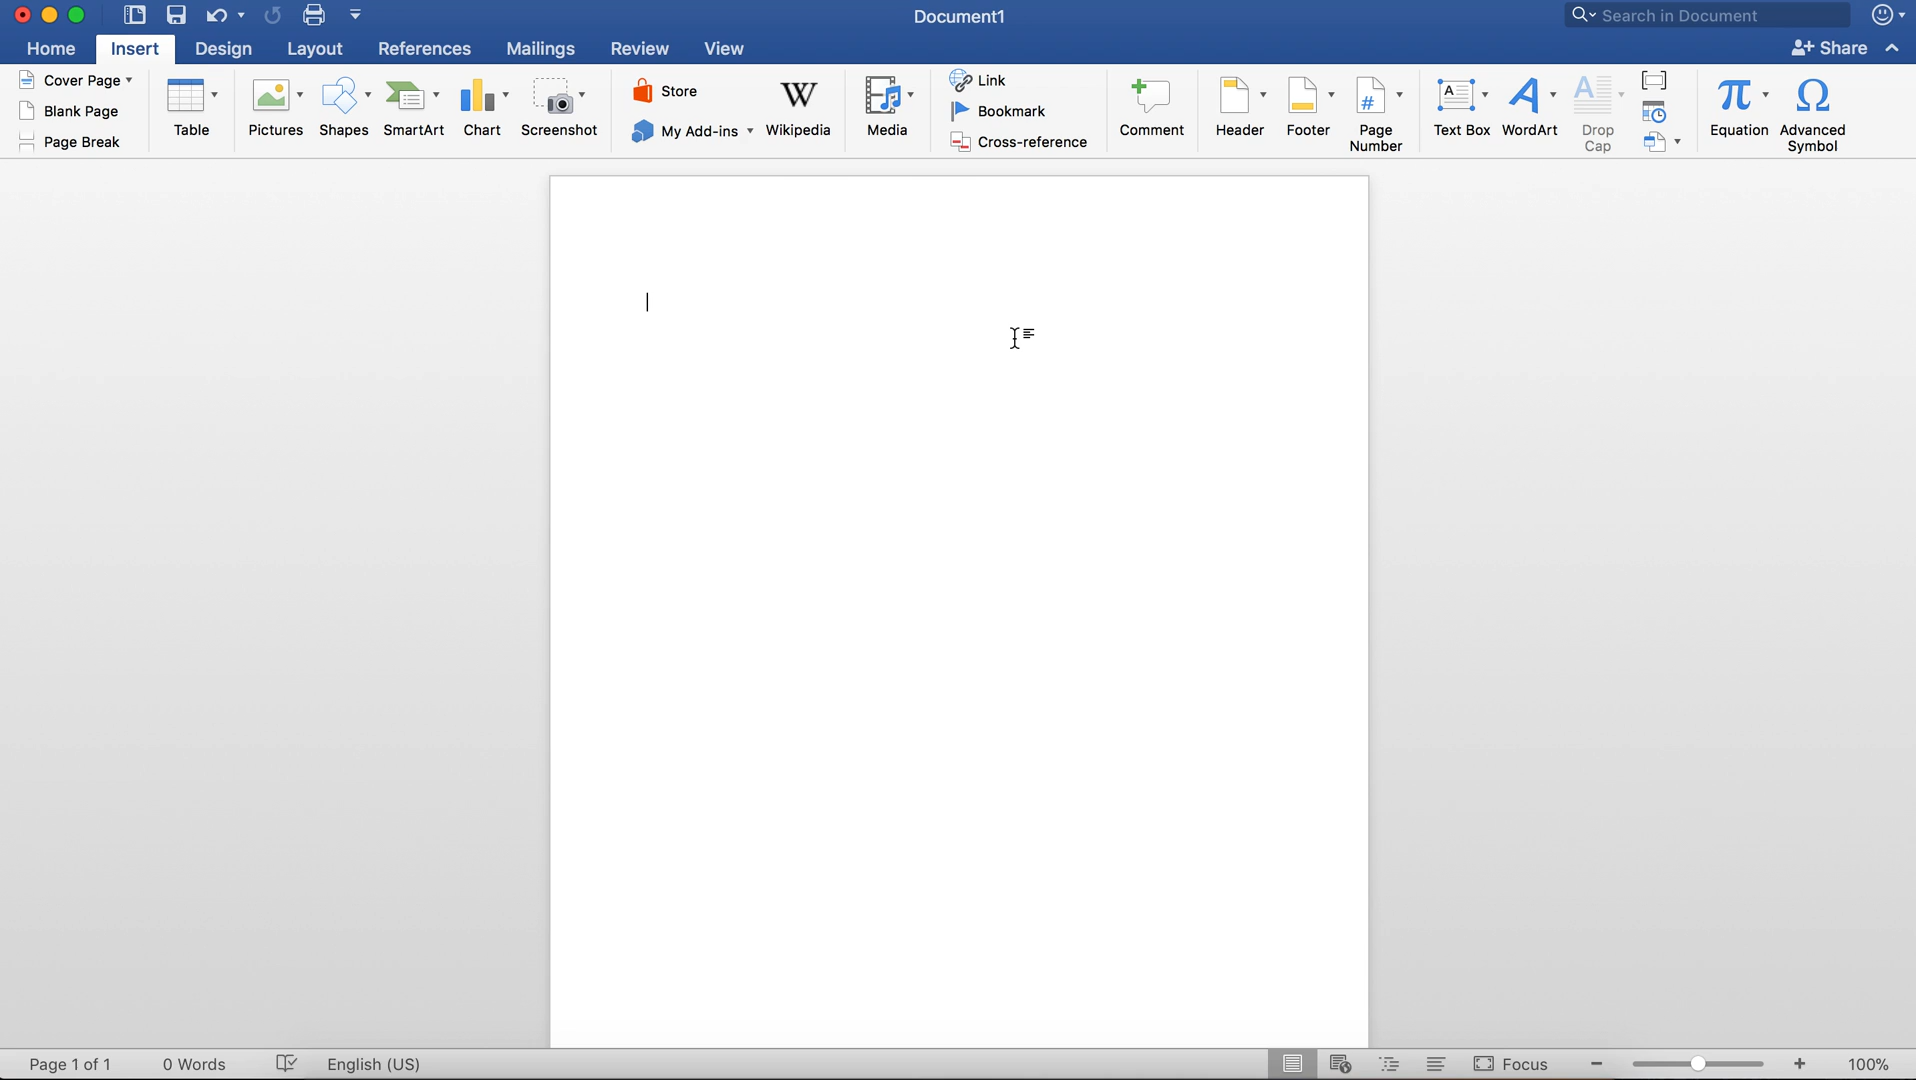 Document1
Search in Document
Home Insert Design Layout References Mailings Review View
Share
Cover Page
Blank Page
Page Break
Table
Pictures
Shapes
SmartArt
Chart
Screenshot
Store
My Add-ins
W
Wikipedia
Media
Link
Bookmark
Cross-reference
Comment
Header
Footer
#
Page
Number
A
Text Box
A
WordArt
A
Drop
Cap
π
Equation
Ω
Advanced
Symbol
Page 1 of 1
0 Words
English (US)
Focus
100%